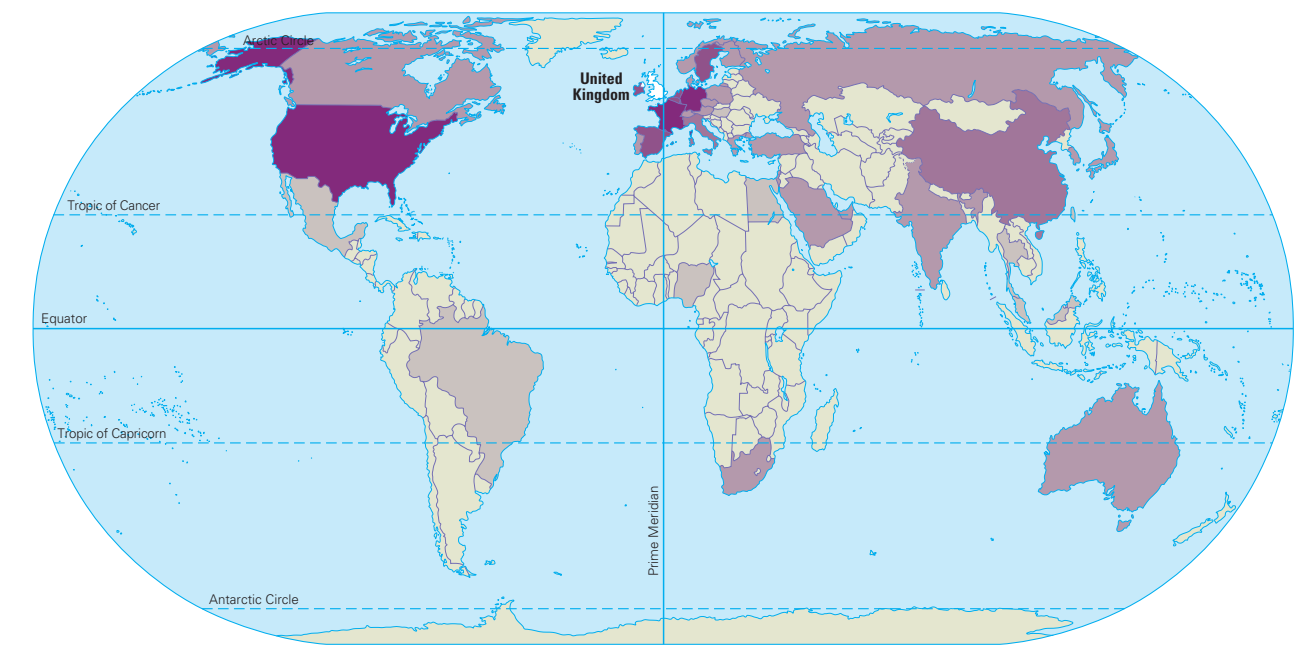 Arctic Circle
United
Kingdom
Tropic of Cancer
Equator
Tropic of Capricorn
Prime Meridian
Antarctic Circle